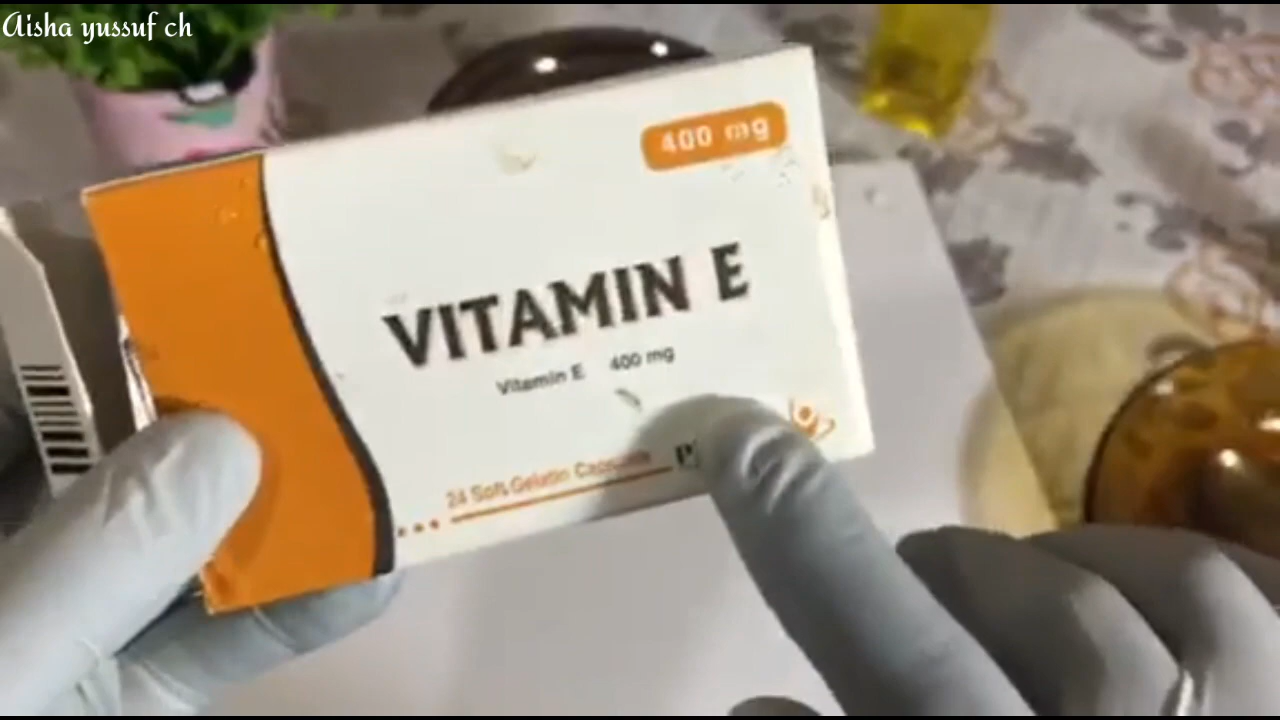 Aisha yussuf ch
400 mg
VITAMIN E
Vitamin E 400 mg
24 Soft Gelatin Capsules